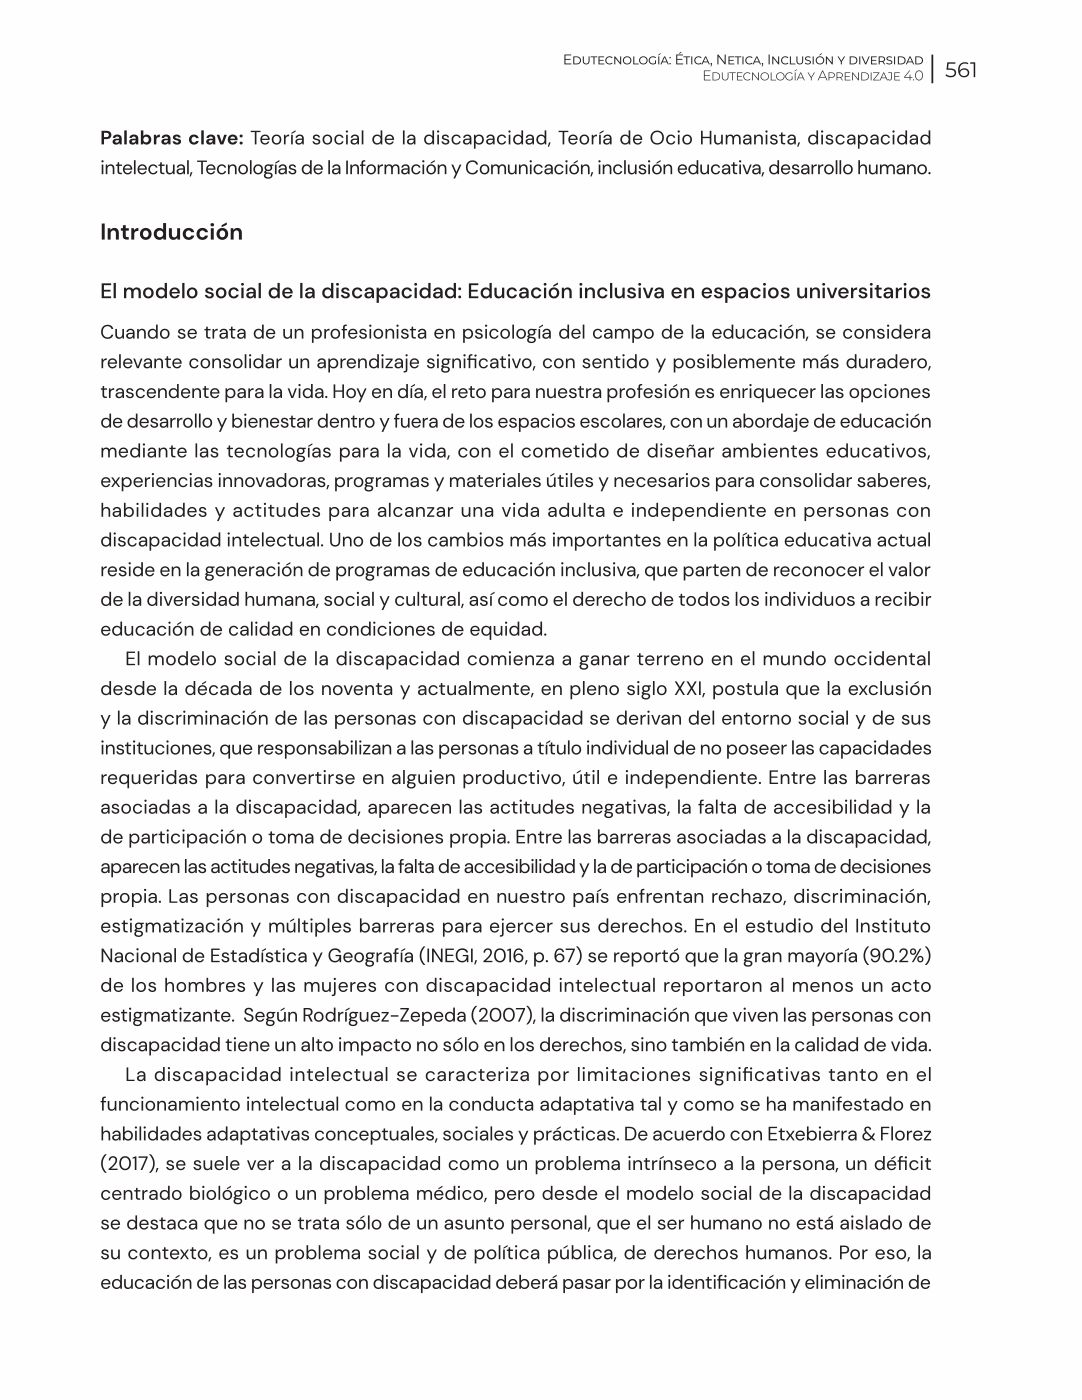 Edutecnología: Ética, Netica, Inclusión y diversidad
Edutecnología y Aprendizaje 4.0
561
Palabras clave: Teoría social de la discapacidad, Teoría de Ocio Humanista, discapacidad
intelectual, Tecnologías de la Información y Comunicación, inclusión educativa, desarrollo humano.
Introducción
El modelo social de la discapacidad: Educación inclusiva en espacios universitarios
Cuando se trata de un profesionista en psicología del campo de la educación, se considera
relevante consolidar un aprendizaje significativo, con sentido y posiblemente más duradero,
trascendente para la vida. Hoy en día, el reto para nuestra profesión es enriquecer las opciones
de desarrollo y bienestar dentro y fuera de los espacios escolares, con un abordaje de educación
mediante las tecnologías para la vida, con el cometido de diseñar ambientes educativos,
experiencias innovadoras, programas y materiales útiles y necesarios para consolidar saberes,
habilidades y actitudes para alcanzar una vida adulta e independiente en personas con
discapacidad intelectual. Uno de los cambios más importantes en la política educativa actual
reside en la generación de programas de educación inclusiva, que parten de reconocer el valor
de la diversidad humana, social y cultural, así como el derecho de todos los individuos a recibir
educación de calidad en condiciones de equidad.
El modelo social de la discapacidad comienza a ganar terreno en el mundo occidental
desde la década de los noventa y actualmente, en pleno siglo XXI, postula que la exclusión
y la discriminación de las personas con discapacidad se derivan del entorno social y de sus
instituciones, que responsabilizan a las personas a título individual de no poseer las capacidades
requeridas para convertirse en alguien productivo, útil e independiente. Entre las barreras
asociadas a la discapacidad, aparecen las actitudes negativas, la falta de accesibilidad y la
de participación o toma de decisiones propia. Entre las barreras asociadas a la discapacidad,
aparecen las actitudes negativas, la falta de accesibilidad y la de participación o toma de decisiones
propia. Las personas con discapacidad en nuestro país enfrentan rechazo, discriminación,
estigmatización y múltiples barreras para ejercer sus derechos. En el estudio del Instituto
Nacional de Estadística y Geografía (INEGI, 2016, p. 67) se reportó que la gran mayoría (90.2%)
de los hombres y las mujeres con discapacidad intelectual reportaron al menos un acto
estigmatizante.  Según Rodríguez-Zepeda (2007), la discriminación que viven las personas con
discapacidad tiene un alto impacto no sólo en los derechos, sino también en la calidad de vida.
La discapacidad intelectual se caracteriza por limitaciones significativas tanto en el
funcionamiento intelectual como en la conducta adaptativa tal y como se ha manifestado en
habilidades adaptativas conceptuales, sociales y prácticas. De acuerdo con Etxebierra & Florez
(2017), se suele ver a la discapacidad como un problema intrínseco a la persona, un déficit
centrado biológico o un problema médico, pero desde el modelo social de la discapacidad
se destaca que no se trata sólo de un asunto personal, que el ser humano no está aislado de
su contexto, es un problema social y de política pública, de derechos humanos. Por eso, la
educación de las personas con discapacidad deberá pasar por la identificación y eliminación de